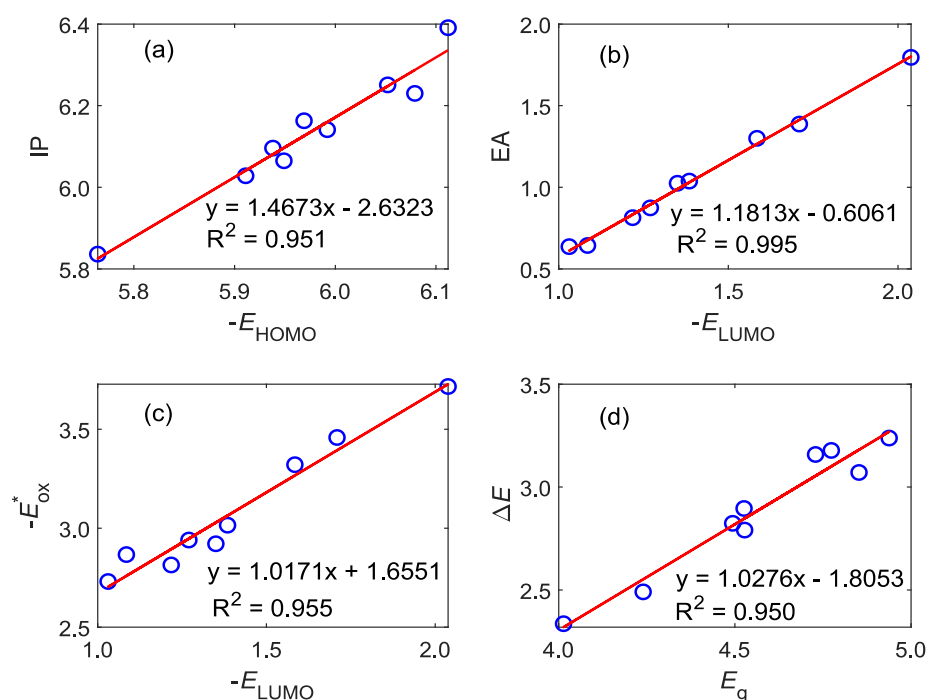 (a)
IP
6.4
6.2
6.0
5.8
5.8
5.9
6.0
6.1
-E_HOMO
y = 1.4673x - 2.6323
R² = 0.951
(b)
EA
2.0
1.5
1.0
0.5
1.0
1.5
2.0
-E_LUMO
y = 1.1813x - 0.6061
R² = 0.995
(c)
-E*ox
3.5
3.0
2.5
1.0
1.5
2.0
-E_LUMO
y = 1.0171x + 1.6551
R² = 0.955
(d)
ΔE
3.5
3.0
2.5
4.0
4.5
5.0
E_g
y = 1.0276x - 1.8053
R² = 0.950